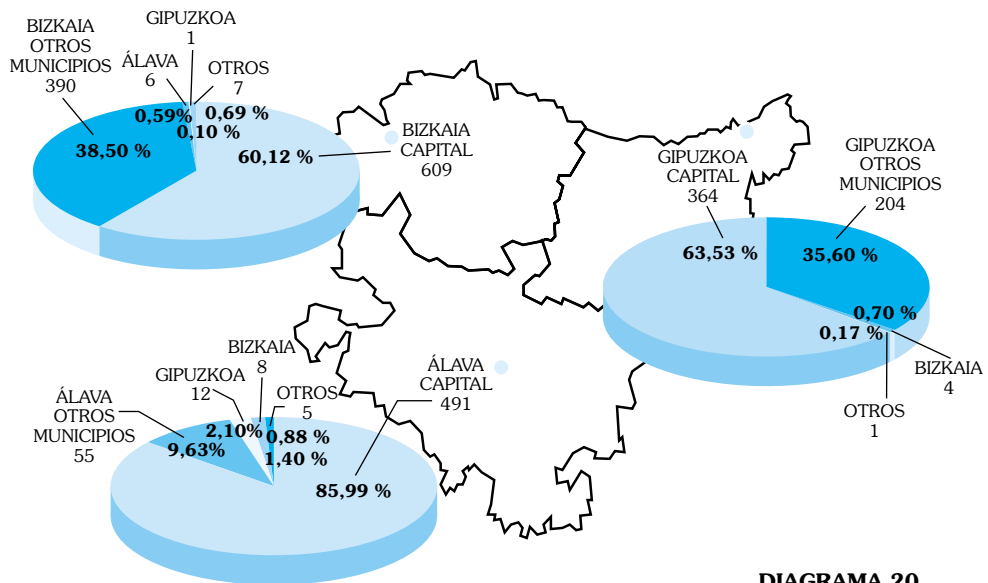 BIZKAIA
OTROS
MUNICIPIOS
390
GIPUZKOA
1
ÁLAVA
6
OTROS
7
0,59%
0,69 %
0,10 %
38,50 %
60,12 %
BIZKAIA
CAPITAL
609
GIPUZKOA
CAPITAL
364
GIPUZKOA
OTROS
MUNICIPIOS
204
63,53 %
35,60 %
0,70 %
0,17 %
BIZKAIA
4
OTROS
1
ÁLAVA
OTROS
MUNICIPIOS
55
GIPUZKOA
12
BIZKAIA
8
OTROS
5
ÁLAVA
CAPITAL
491
2,10%
0,88 %
9,63%
1,40 %
85,99 %
DIAGRAMA 20